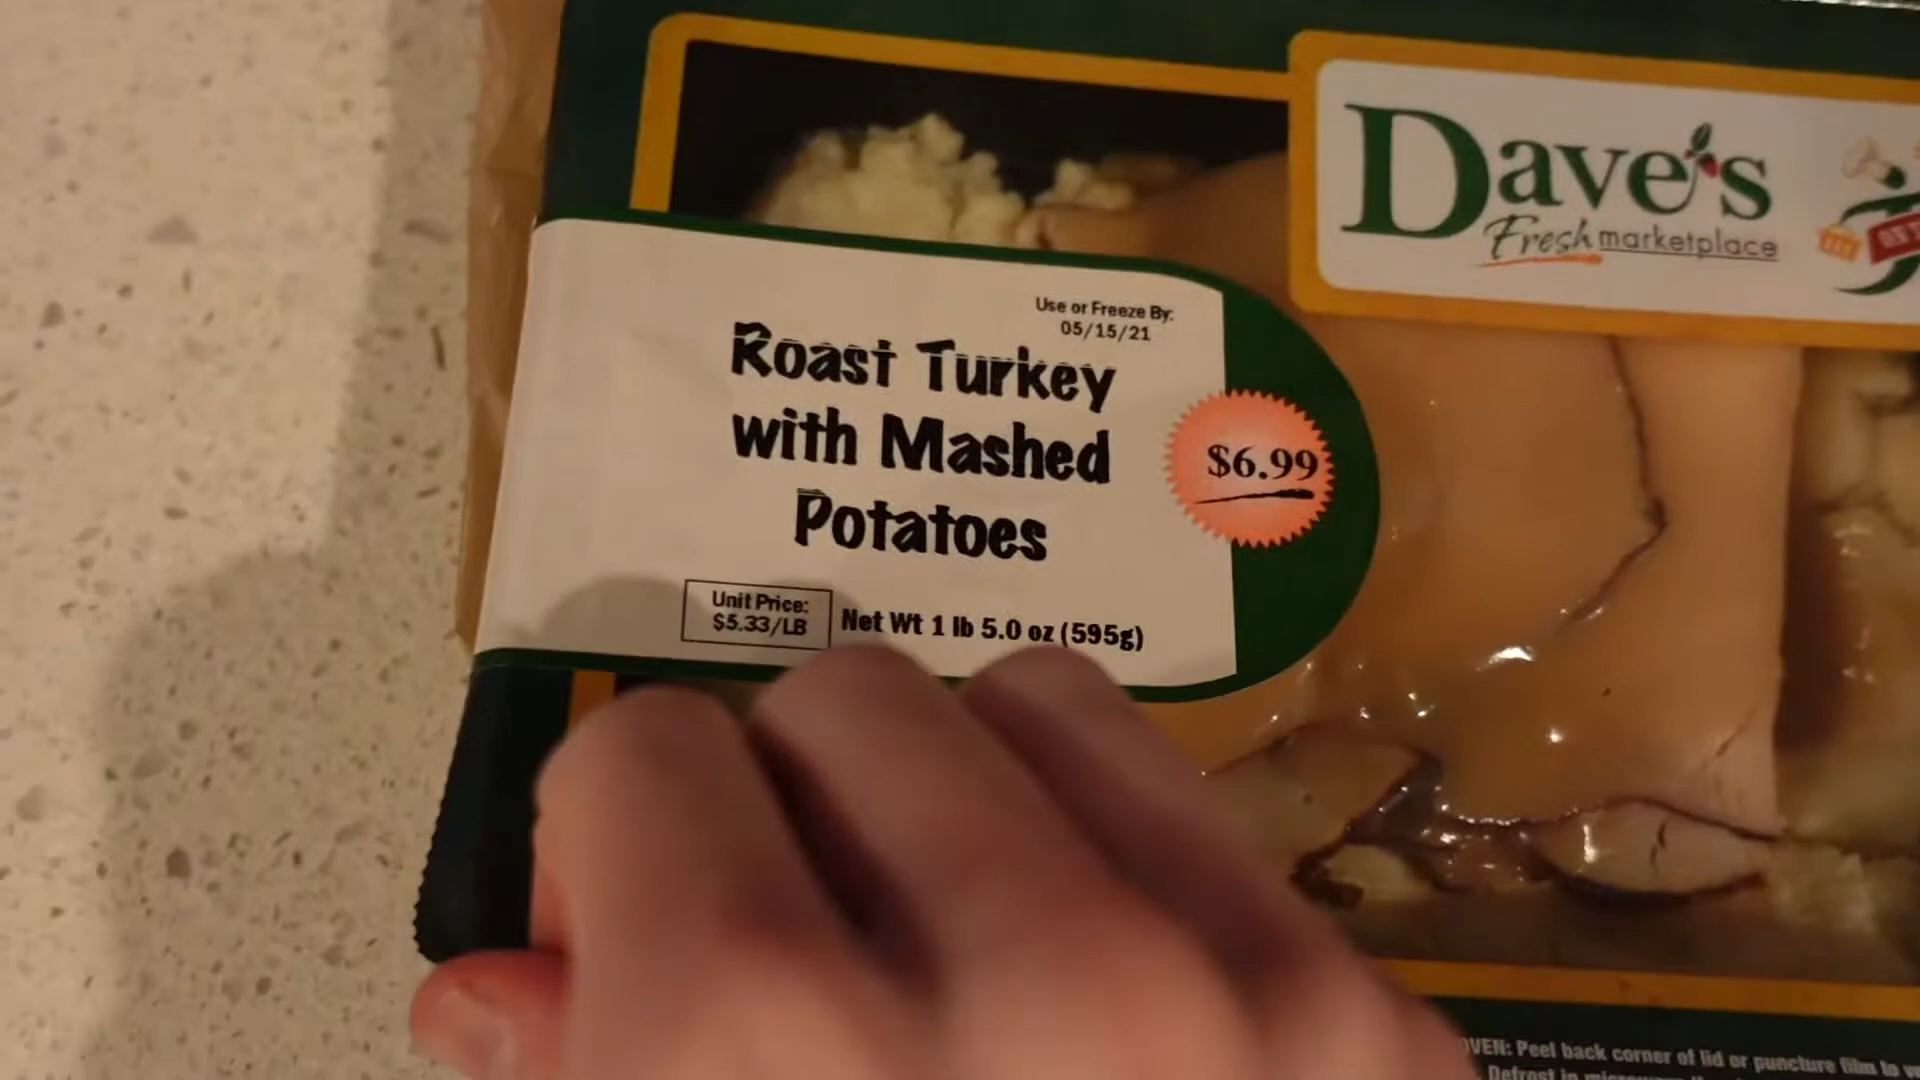 Dave's
Fresh marketplace
Use or Freeze By:
05/15/21
Roast Turkey
with Mashed
Potatoes
$6.99
Unit Price:
$5.33/LB
Net Wt 1 lb 5.0 oz (595g)
Peel back corner of lid or puncture film to
Defrost in